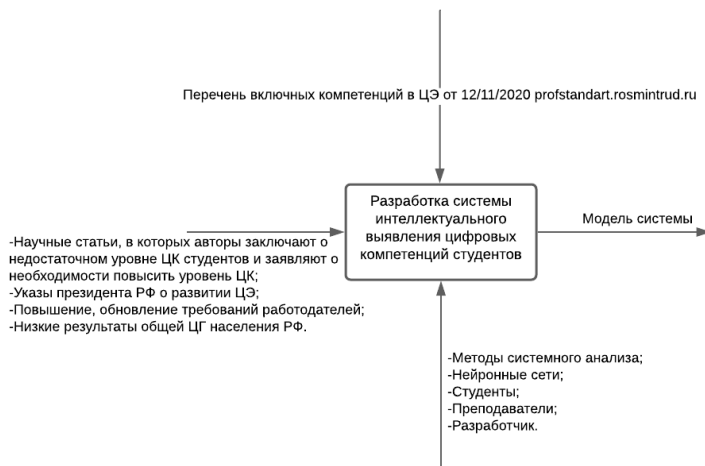 Перечень включных компетенций в ЦЭ от 12/11/2020 profstandart.rosmintrud.ru
Разработка системы
интеллектуального
выявления цифровых
компетенций студентов
Модель системы
-Научные статьи, в которых авторы заключают о
недостаточном уровне ЦК студентов и заявляют о
необходимости повысить уровень ЦК;
-Указы президента РФ о развитии ЦЭ;
-Повышение, обновление требований работодателей;
-Низкие результаты общей ЦГ населения РФ.
-Методы системного анализа;
-Нейронные сети;
-Студенты;
-Преподаватели;
-Разработчик.